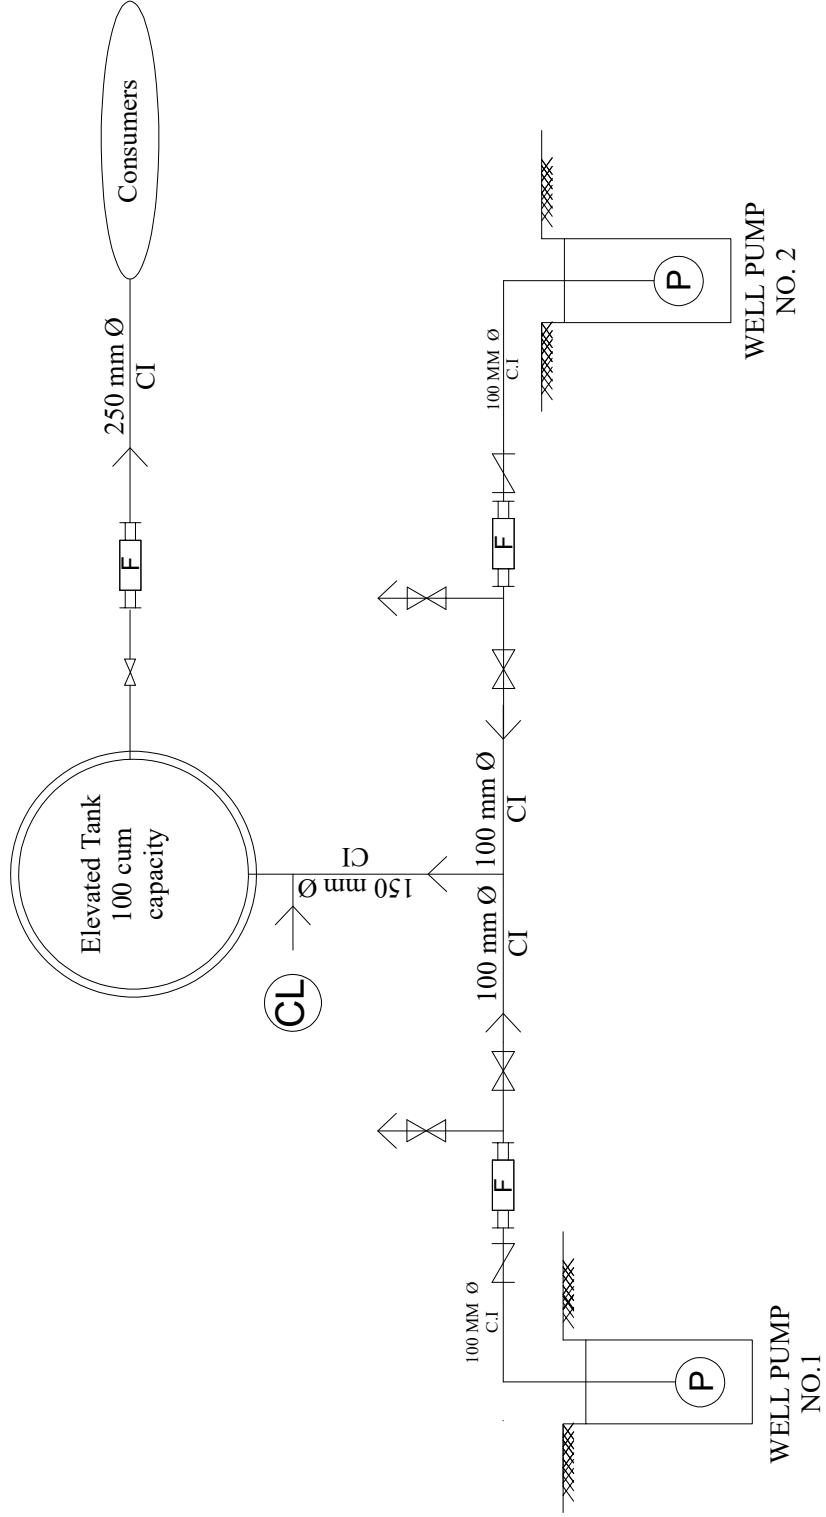 Elevated Tank
100 cum
capacity
F
250 mm Ø
CI
Consumers
CL
150 mm Ø
CI
100 MM Ø
C.I
F
100 mm Ø
CI
100 mm Ø
CI
F
100 MM Ø
C.I
P
WELL PUMP
NO.1
P
WELL PUMP
NO. 2